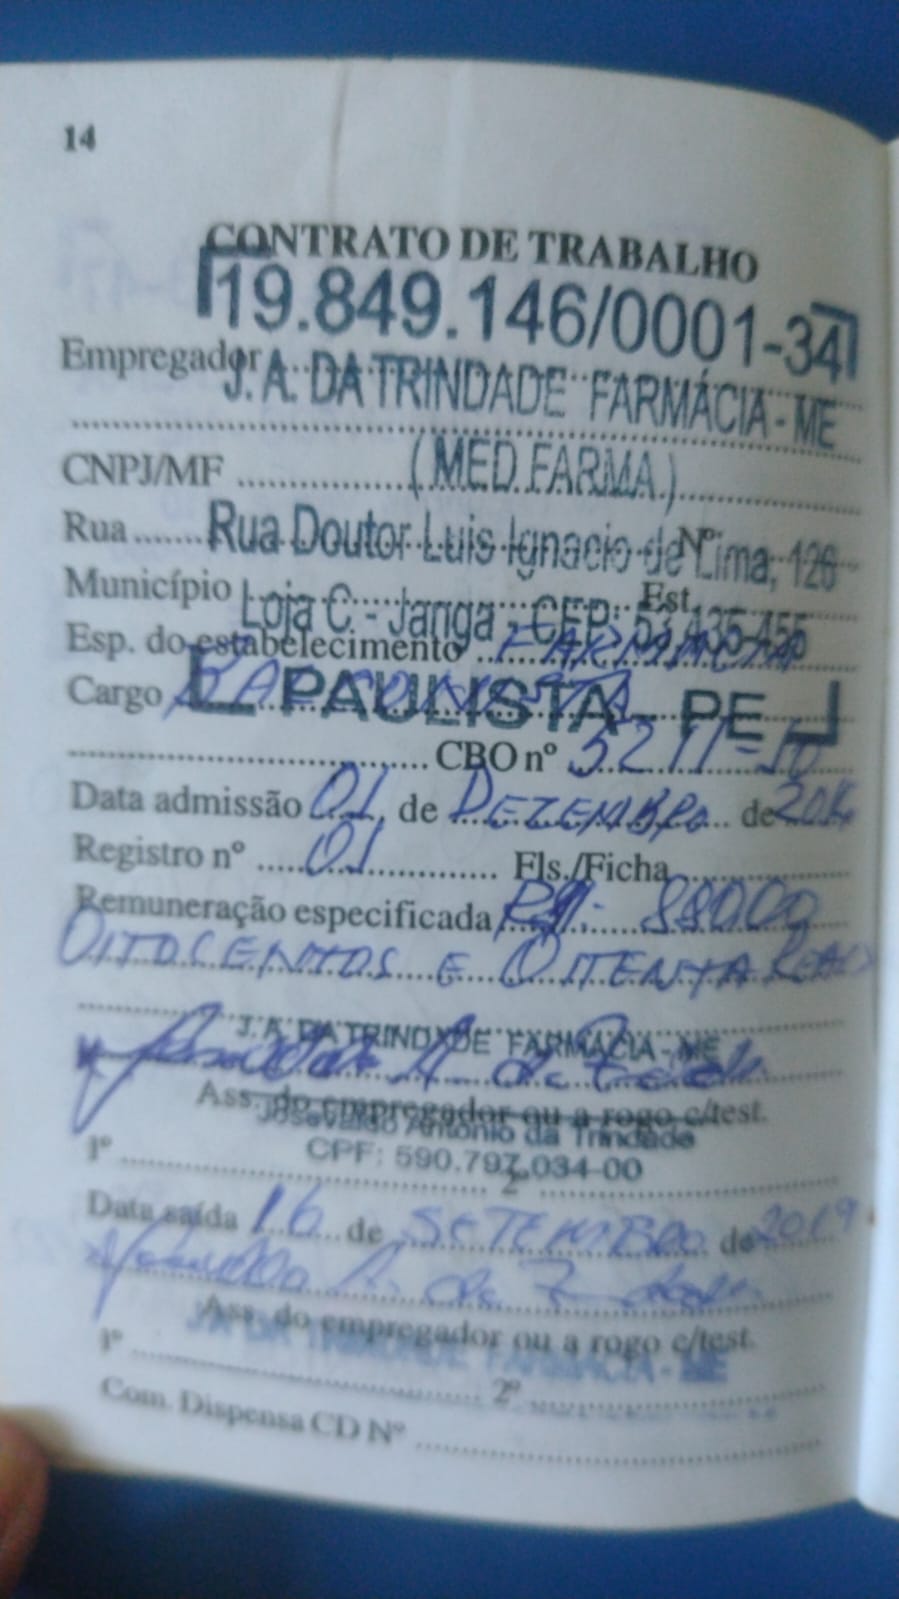 14
CONTRATO DE TRABALHO
19.849.146/0001-34
Empregador J. A. DA TRINDADE FARMÁCIA - ME
CNPJ/MF (MED FARMA)
Rua Rua Doutor Luis Ignacio de Lima, 126 Nº
Município Loja C. - Janga - CEP: 53.435-455 Est.
Esp. do estabelecimento FARMÁCIA
Cargo BALCONISTA PAULISTA - PE
CBO nº 5211-
Data admissão 01 de DEZEMBRO de
Registro nº 01 Fls./Ficha
Remuneração especificada R$: 880,00
OITOCENTOS E OITENTA REAIS
J. A. DA TRINDADE FARMÁCIA - ME
Ass. do empregador ou a rogo c/test.
Josevaldo Antônio da Trindade
CPF: 590.797.034-00
1º 2º
Data saída 16 de SETEMBRO de 2019
Ass. do empregador ou a rogo c/test.
J A DA TRINDADE FARMACIA - ME
1º 2º
Com. Dispensa CD Nº